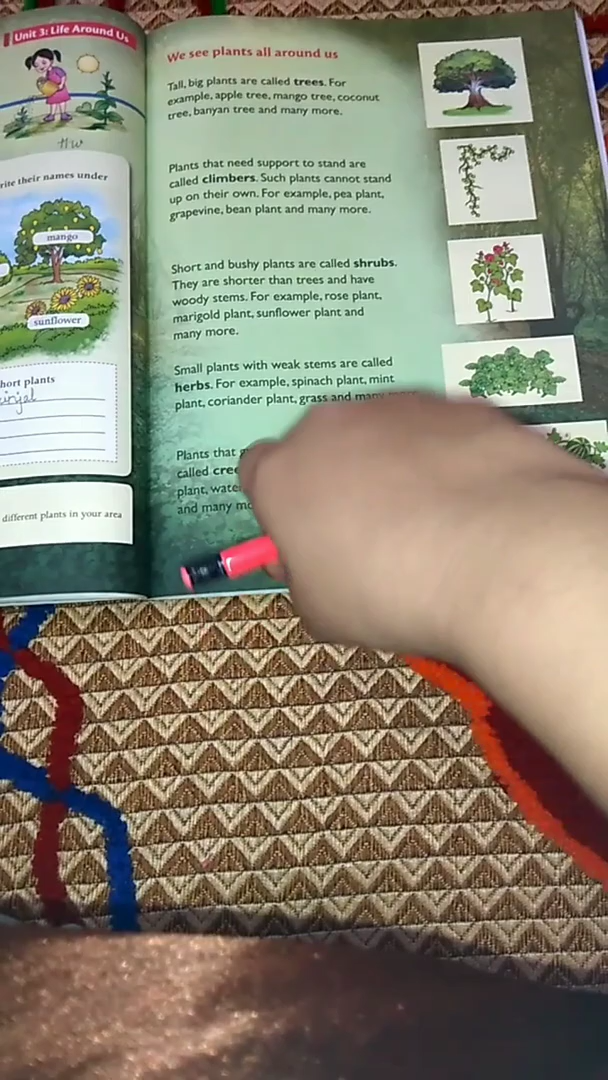 Unit 3: Life Around Us
HW
rite their names under
mango
sunflower
hort plants
injal
different plants in your area
We see plants all around us
Tall, big plants are called trees. For
example, apple tree, mango tree, coconut
tree, banyan tree and many more.
Plants that need support to stand are
called climbers. Such plants cannot stand
up on their own. For example, pea plant,
grapevine, bean plant and many more.
Short and bushy plants are called shrubs.
They are shorter than trees and have
woody stems. For example, rose plant,
marigold plant, sunflower plant and
many more.
Small plants with weak stems are called
herbs. For example, spinach plant, mint
plant, coriander plant, grass and many more.
Plants that
called cree
plant, wate
and many mo